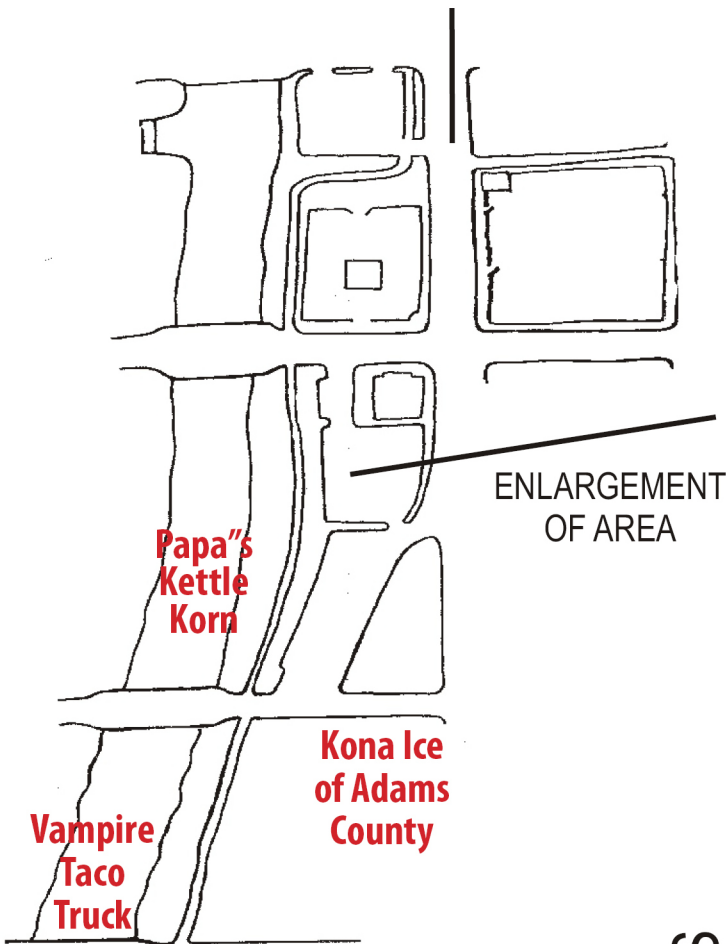 ENLARGEMENT
OF AREA
Papa"s
Kettle
Korn
Kona Ice
of Adams
County
Vampire
Taco
Truck